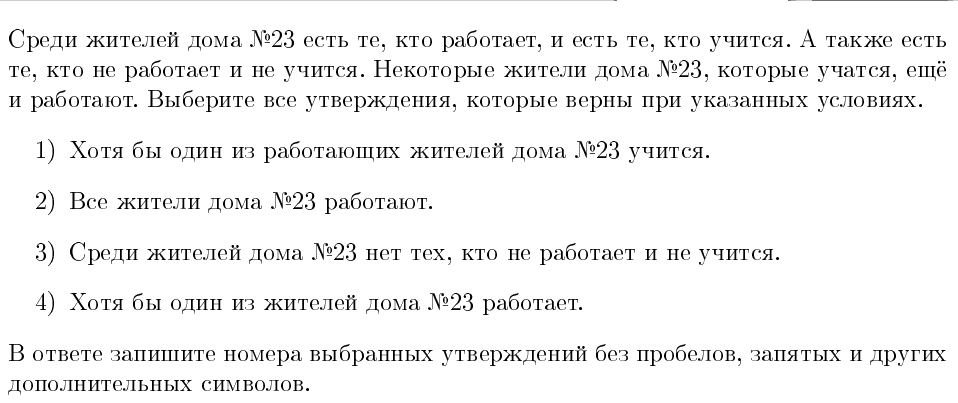 Среди жителей дома №23 есть те, кто работает, и есть те, кто учится. А также есть
те, кто не работает и не учится. Некоторые жители дома №23, которые учатся, ещё
и работают. Выберите все утверждения, которые верны при указанных условиях.
1) Хотя бы один из работающих жителей дома №23 учится.
2) Все жители дома №23 работают.
3) Среди жителей дома №23 нет тех, кто не работает и не учится.
4) Хотя бы один из жителей дома №23 работает.
В ответе запишите номера выбранных утверждений без пробелов, запятых и других
дополнительных символов.